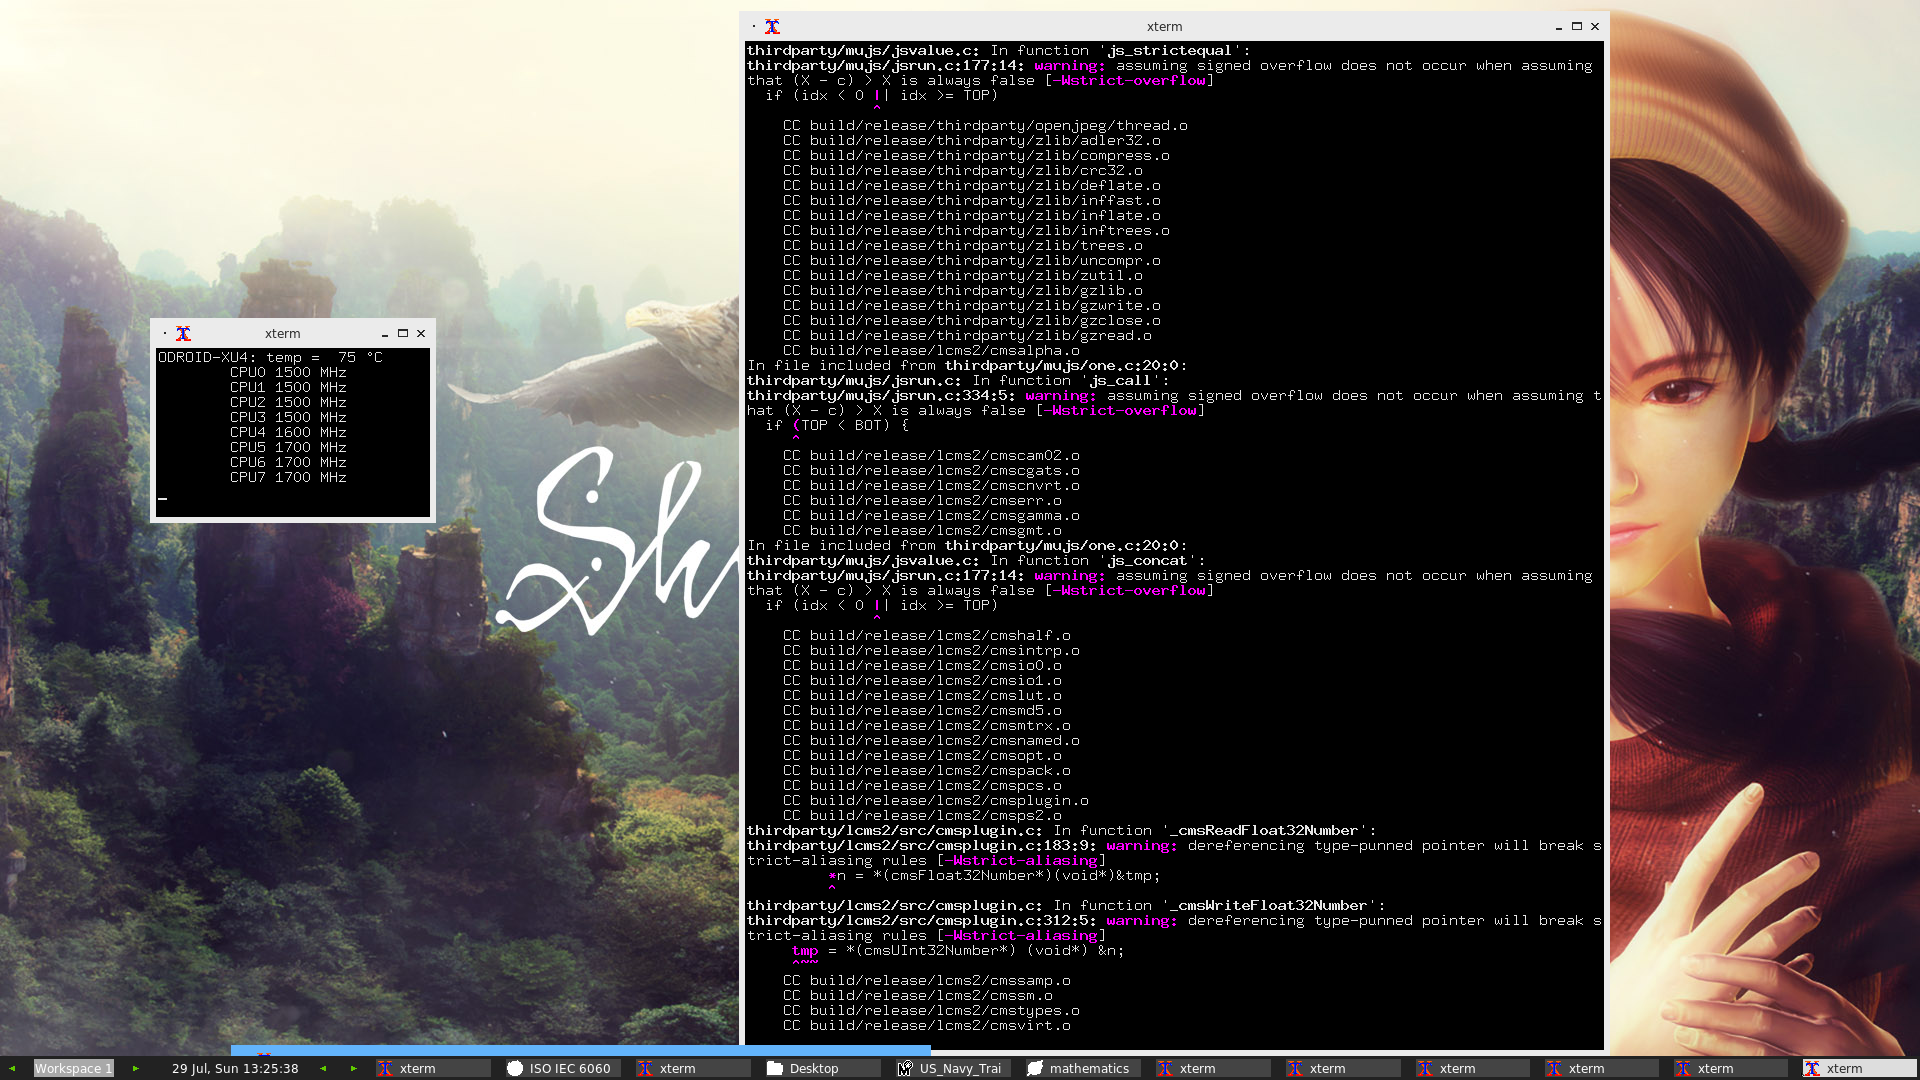 xterm
ODROID-XU4: temp =  75 °C
CPU0 1500 MHz
CPU1 1500 MHz
CPU2 1500 MHz
CPU3 1500 MHz
CPU4 1600 MHz
CPU5 1700 MHz
CPU6 1700 MHz
CPU7 1700 MHz
Sh
xterm
thirdparty/mujs/jsvalue.c: In function 'js_strictequal':
thirdparty/mujs/jsrun.c:177:14: warning: assuming signed overflow does not occur when assuming
that (X - c) > X is always false [-Wstrict-overflow]
if (idx < 0 || idx >= TOP)
^
CC build/release/thirdparty/openjpeg/thread.o
CC build/release/thirdparty/zlib/adler32.o
CC build/release/thirdparty/zlib/compress.o
CC build/release/thirdparty/zlib/crc32.o
CC build/release/thirdparty/zlib/deflate.o
CC build/release/thirdparty/zlib/inffast.o
CC build/release/thirdparty/zlib/inflate.o
CC build/release/thirdparty/zlib/inftrees.o
CC build/release/thirdparty/zlib/trees.o
CC build/release/thirdparty/zlib/uncompr.o
CC build/release/thirdparty/zlib/zutil.o
CC build/release/thirdparty/zlib/gzlib.o
CC build/release/thirdparty/zlib/gzwrite.o
CC build/release/thirdparty/zlib/gzclose.o
CC build/release/thirdparty/zlib/gzread.o
CC build/release/lcms2/cmsalpha.o
In file included from thirdparty/mujs/one.c:20:0:
thirdparty/mujs/jsrun.c: In function 'js_call':
thirdparty/mujs/jsrun.c:334:5: warning: assuming signed overflow does not occur when assuming t
hat (X - c) > X is always false [-Wstrict-overflow]
if (TOP < BOT) {
^
CC build/release/lcms2/cmscam02.o
CC build/release/lcms2/cmscgats.o
CC build/release/lcms2/cmscnvrt.o
CC build/release/lcms2/cmserr.o
CC build/release/lcms2/cmsgamma.o
CC build/release/lcms2/cmsgmt.o
In file included from thirdparty/mujs/one.c:20:0:
thirdparty/mujs/jsvalue.c: In function 'js_concat':
thirdparty/mujs/jsrun.c:177:14: warning: assuming signed overflow does not occur when assuming
that (X - c) > X is always false [-Wstrict-overflow]
if (idx < 0 || idx >= TOP)
^
CC build/release/lcms2/cmshalf.o
CC build/release/lcms2/cmsintrp.o
CC build/release/lcms2/cmsio0.o
CC build/release/lcms2/cmsio1.o
CC build/release/lcms2/cmslut.o
CC build/release/lcms2/cmsmd5.o
CC build/release/lcms2/cmsmtrx.o
CC build/release/lcms2/cmsnamed.o
CC build/release/lcms2/cmsopt.o
CC build/release/lcms2/cmspack.o
CC build/release/lcms2/cmspcs.o
CC build/release/lcms2/cmsplugin.o
CC build/release/lcms2/cmsps2.o
thirdparty/lcms2/src/cmsplugin.c: In function '_cmsReadFloat32Number':
thirdparty/lcms2/src/cmsplugin.c:183:9: warning: dereferencing type-punned pointer will break s
trict-aliasing rules [-Wstrict-aliasing]
*n = *(cmsFloat32Number*)(void*)&tmp;
^
thirdparty/lcms2/src/cmsplugin.c: In function '_cmsWriteFloat32Number':
thirdparty/lcms2/src/cmsplugin.c:312:5: warning: dereferencing type-punned pointer will break s
trict-aliasing rules [-Wstrict-aliasing]
tmp = *(cmsUInt32Number*) (void*) &n;
^~~
CC build/release/lcms2/cmssamp.o
CC build/release/lcms2/cmssm.o
CC build/release/lcms2/cmstypes.o
CC build/release/lcms2/cmsvirt.o
Workspace 1 29 Jul, Sun 13:25:38 xterm ISO IEC 6060 xterm Desktop US_Navy_Trai mathematics xterm xterm xterm xterm xterm xterm